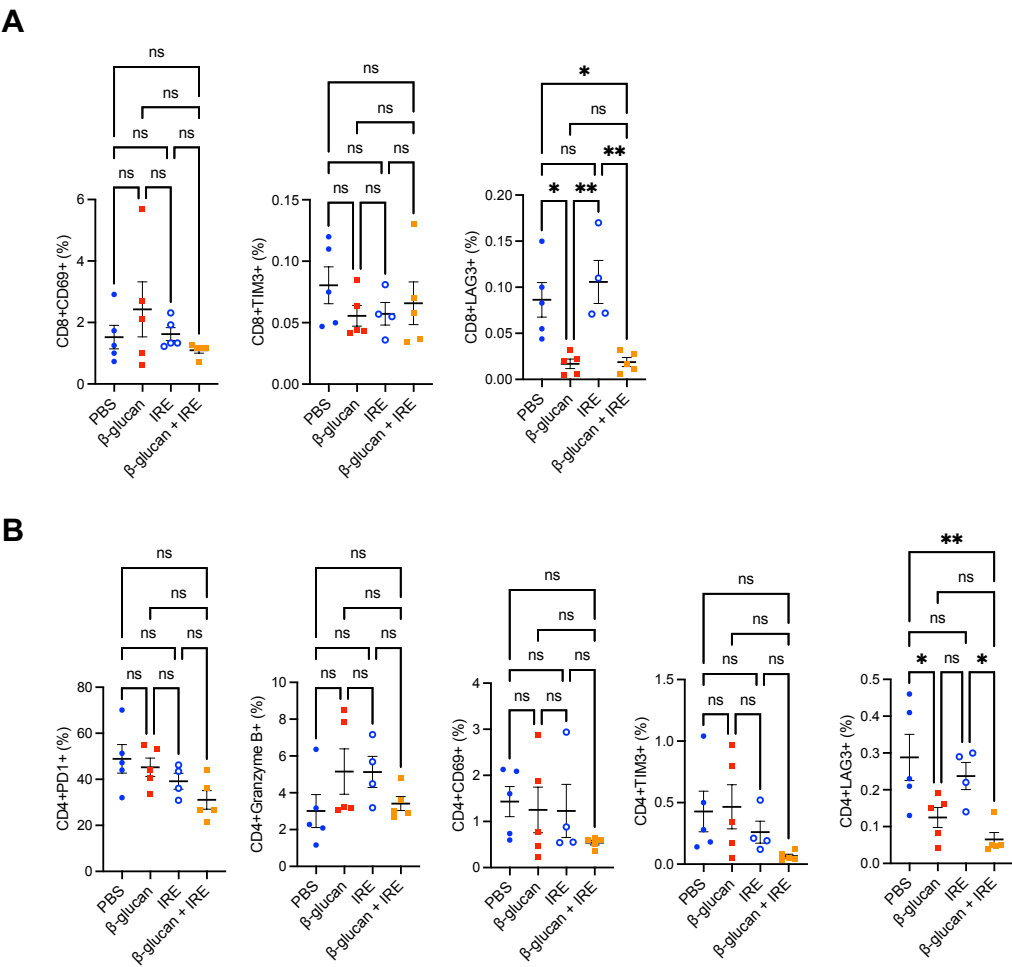 A
ns
ns
ns
ns
ns
ns
CD8+CD69+ (%)
6
4
2
0
PBS
β-glucan
IRE
β-glucan + IRE
ns
ns
ns
ns
ns
ns
CD8+TIM3+ (%)
0.15
0.10
0.05
0.00
PBS
β-glucan
IRE
β-glucan + IRE
*
ns
ns
**
*
**
CD8+LAG3+ (%)
0.20
0.15
0.10
0.05
0.00
PBS
β-glucan
IRE
β-glucan + IRE
B
ns
ns
ns
ns
ns
ns
CD4+PD1+ (%)
80
60
40
20
0
PBS
β-glucan
IRE
β-glucan + IRE
ns
ns
ns
ns
ns
ns
CD4+Granzyme B+ (%)
10
8
6
4
2
0
PBS
β-glucan
IRE
β-glucan + IRE
ns
ns
ns
ns
ns
ns
CD4+CD69+ (%)
4
3
2
1
0
PBS
β-glucan
IRE
β-glucan + IRE
ns
ns
ns
ns
ns
ns
CD4+TIM3+ (%)
1.5
1.0
0.5
0.0
PBS
β-glucan
IRE
β-glucan + IRE
**
ns
ns
*
ns
*
CD4+LAG3+ (%)
0.5
0.4
0.3
0.2
0.1
0.0
PBS
β-glucan
IRE
β-glucan + IRE